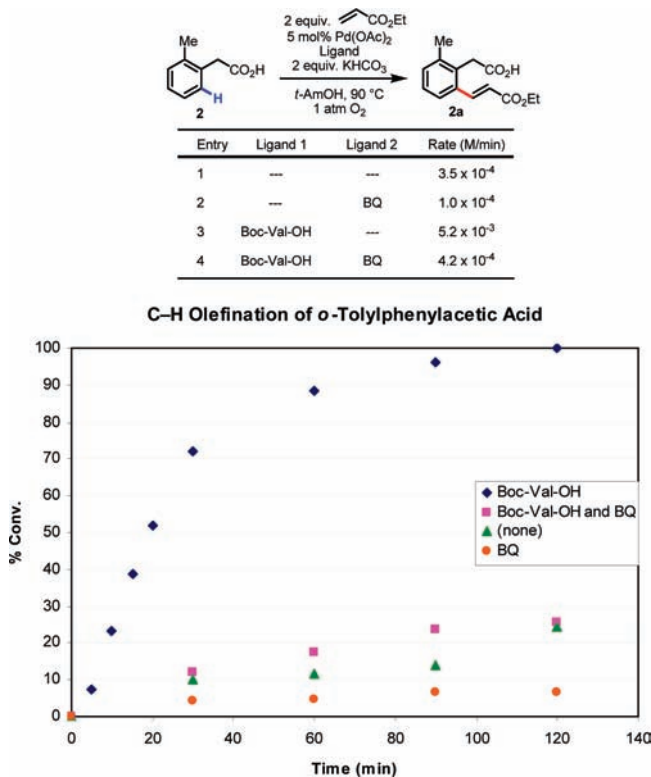 2 equiv. CO₂Et
5 mol% Pd(OAc)₂
Ligand
2 equiv. KHCO₃
t-AmOH, 90 °C
1 atm O₂
Me
CO₂H
H
2
Me
CO₂H
CO₂Et
2a
Entry Ligand 1 Ligand 2 Rate (M/min)
1 --- --- 3.5 x 10⁻⁴
2 --- BQ 1.0 x 10⁻⁴
3 Boc-Val-OH --- 5.2 x 10⁻³
4 Boc-Val-OH BQ 4.2 x 10⁻⁴
C–H Olefination of o-Tolylphenylacetic Acid
% Conv.
100
90
80
70
60
50
40
30
20
10
0
Boc-Val-OH
Boc-Val-OH and BQ
(none)
BQ
0 20 40 60 80 100 120 140
Time (min)